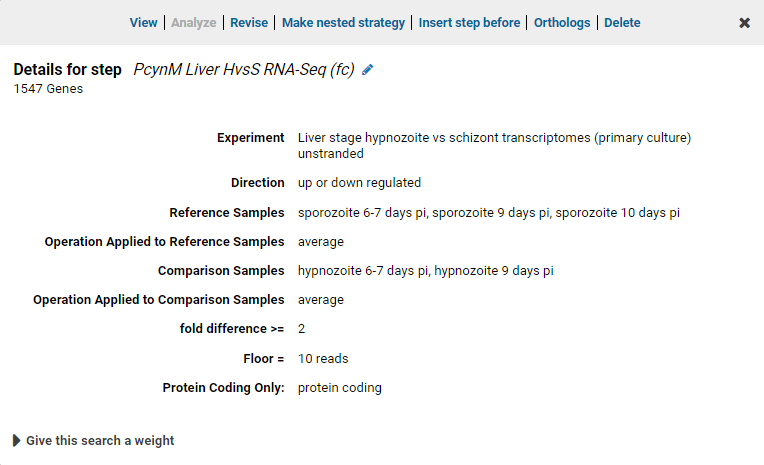 View | Analyze | Revise | Make nested strategy | Insert step before | Orthologs | Delete ✖
Details for step PcynM Liver HvsS RNA-Seq (fc)
1547 Genes
Experiment Liver stage hypnozoite vs schizont transcriptomes (primary culture)
unstranded
Direction up or down regulated
Reference Samples sporozoite 6-7 days pi, sporozoite 9 days pi, sporozoite 10 days pi
Operation Applied to Reference Samples average
Comparison Samples hypnozoite 6-7 days pi, hypnozoite 9 days pi
Operation Applied to Comparison Samples average
fold difference >= 2
Floor = 10 reads
Protein Coding Only: protein coding
Give this search a weight